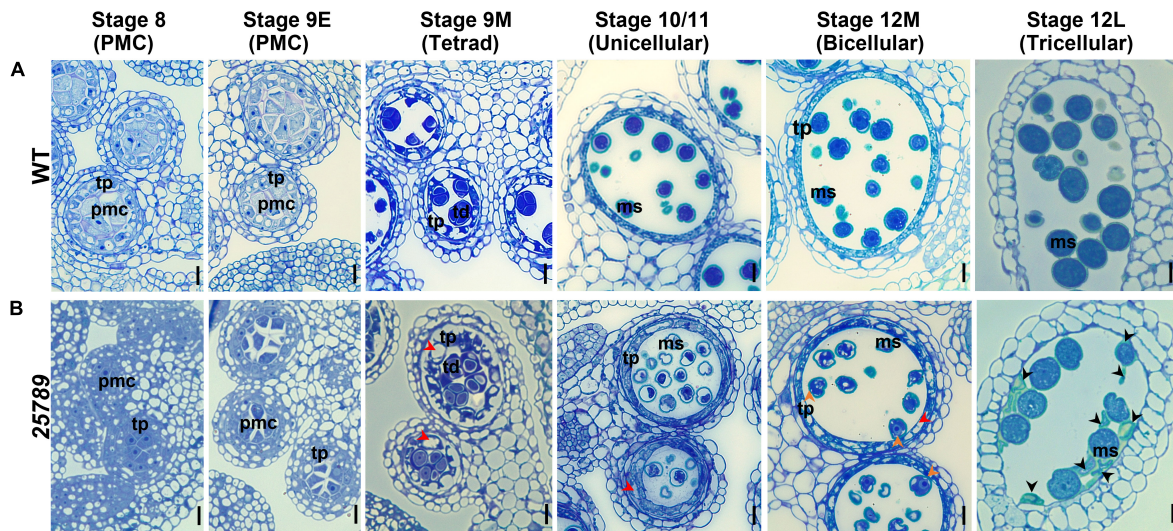 Stage 8 Stage 9E Stage 9M Stage 10/11 Stage 12M Stage 12L
(PMC) (PMC) (Tetrad) (Unicellular) (Bicellular) (Tricellular)
A
WT
tp
pmc
tp
pmc
tp
td
ms
tp
ms
ms
B
25789
pmc
tp
pmc
tp
tp
td
tp
ms
ms
tp
ms